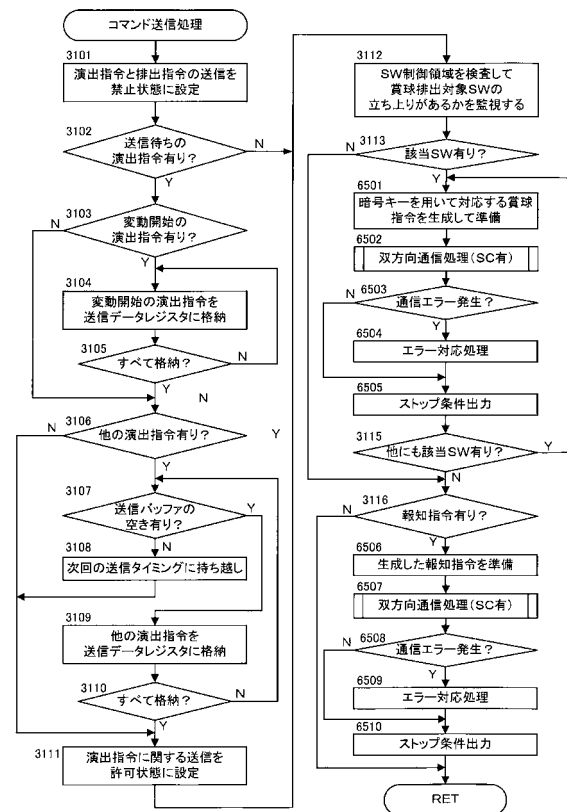 コマンド送信処理
3101
演出指令と排出指令の送信を
禁止状態に設定
3102
送信待ちの
演出指令有り？
N
Y
3103
変動開始の
演出指令有り？
N
Y
3104
変動開始の演出指令を
送信データレジスタに格納
3105
すべて格納？
N
Y
N
3106
他の演出指令有り？
N
Y
Y
3107
送信バッファの
空き有り？
Y
N
3108
次回の送信タイミングに持ち越し
3109
他の演出指令を
送信データレジスタに格納
3110
すべて格納？
N
Y
3111
演出指令に関する送信を
許可状態に設定
3112
SW制御領域を検査して
賞球排出対象SWの
立ち上りがあるかを監視する
3113
該当SW有り？
N
Y
6501
暗号キーを用いて対応する賞球
指令を生成して準備
6502
双方向通信処理(SC有)
6503
通信エラー発生？
N
Y
6504
エラー対応処理
6505
ストップ条件出力
3115
他にも該当SW有り？
Y
N
3116
報知指令有り？
N
Y
6506
生成した報知指令を準備
6507
双方向通信処理(SC有)
6508
通信エラー発生？
N
Y
6509
エラー対応処理
6510
ストップ条件出力
RET